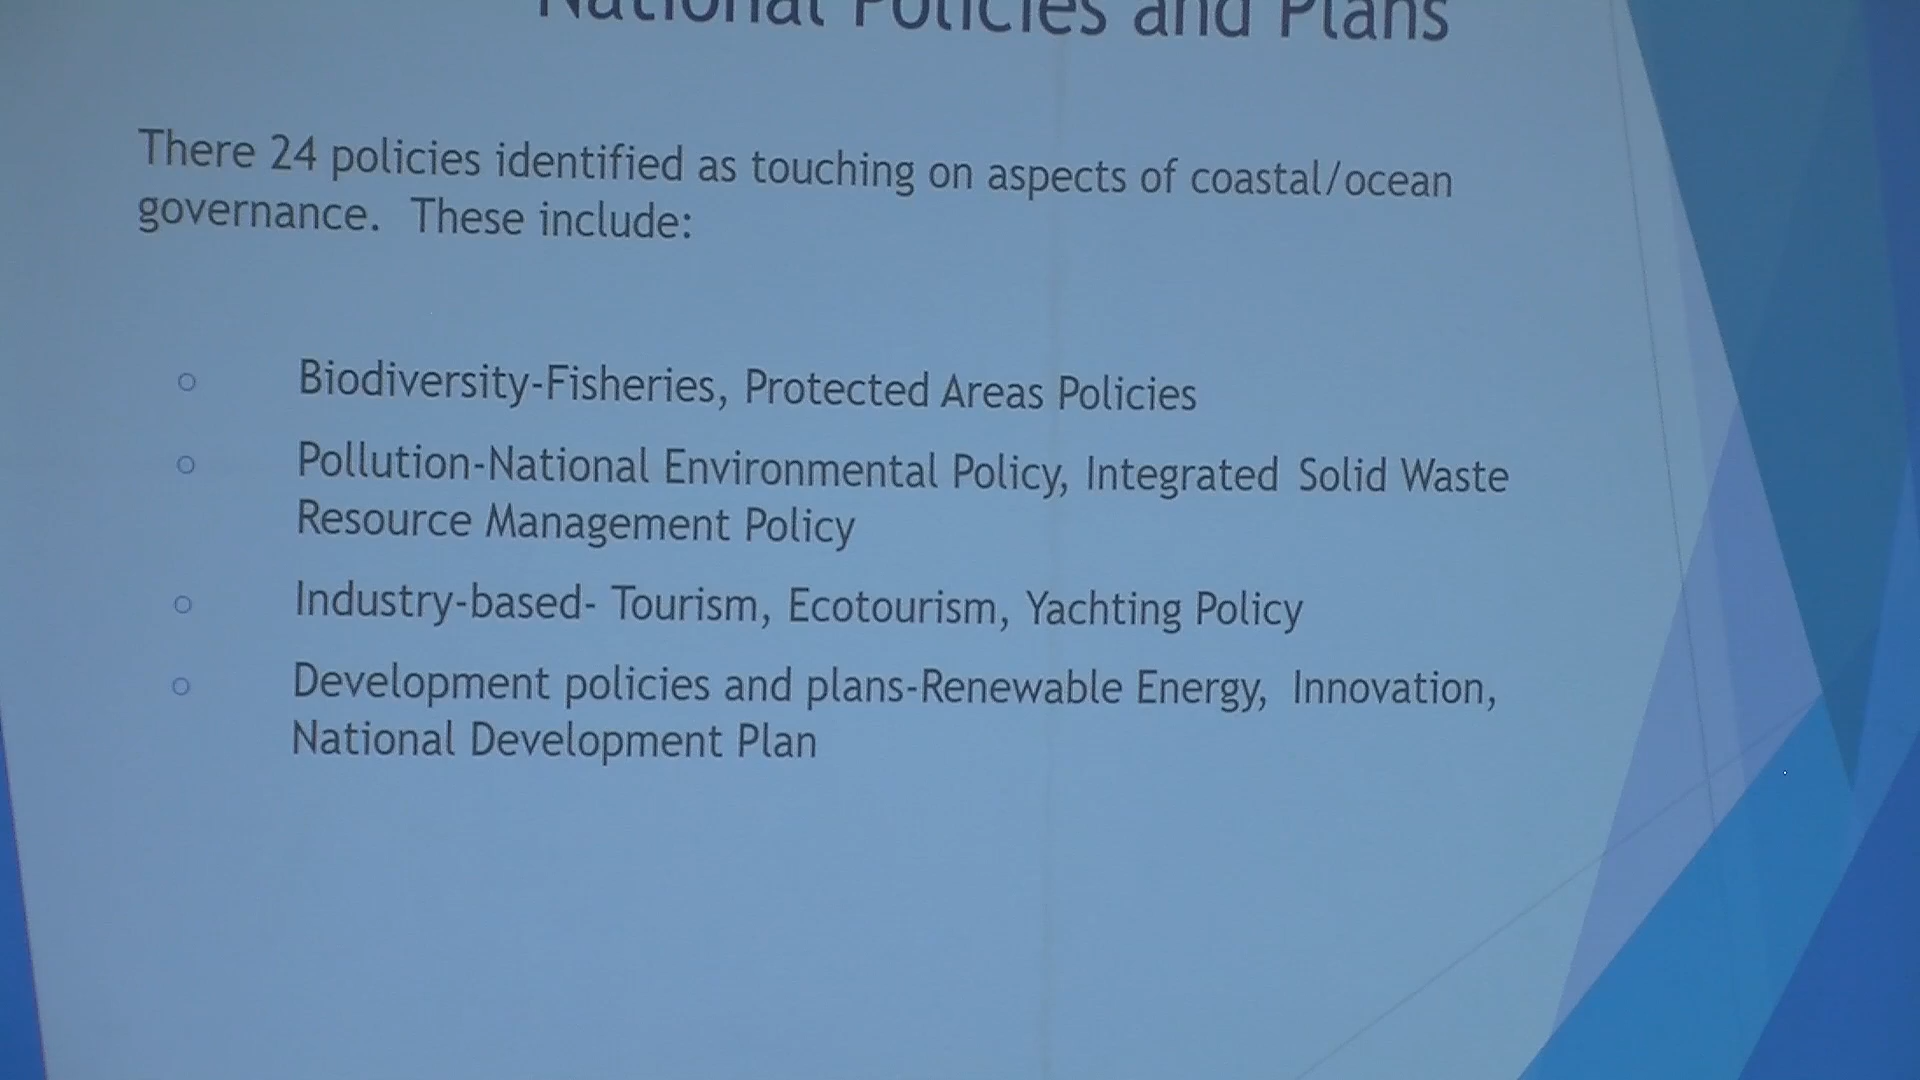 National Policies and Plans
There 24 policies identified as touching on aspects of coastal/ocean
governance. These include:
Biodiversity-Fisheries, Protected Areas Policies
Pollution-National Environmental Policy, Integrated Solid Waste
Resource Management Policy
Industry-based- Tourism, Ecotourism, Yachting Policy
Development policies and plans-Renewable Energy, Innovation,
National Development Plan